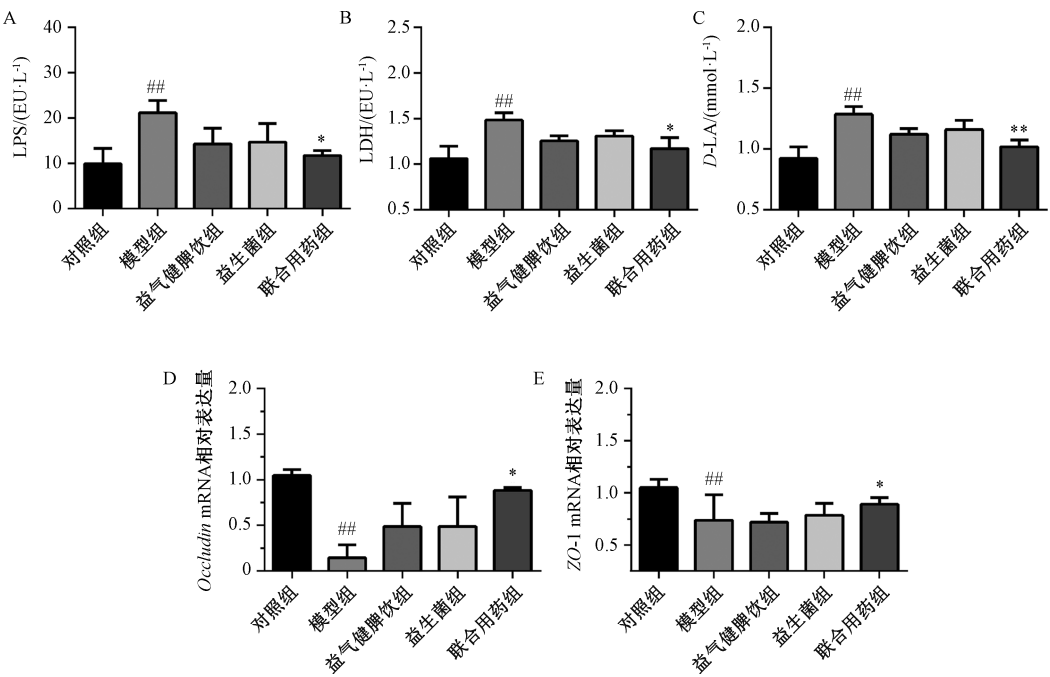 A
LPS/(EU·L⁻¹)
40
30
20
10
0
##
*
对照组
模型组
益气健脾饮组
益生菌组
联合用药组
B
LDH/(EU·L⁻¹)
2.5
2.0
1.5
1.0
0.5
##
*
对照组
模型组
益气健脾饮组
益生菌组
联合用药组
C
D-LA/(mmol·L⁻¹)
2.0
1.5
1.0
0.5
##
**
对照组
模型组
益气健脾饮组
益生菌组
联合用药组
D
Occludin mRNA相对表达量
2.0
1.5
1.0
0.5
0
##
*
对照组
模型组
益气健脾饮组
益生菌组
联合用药组
E
ZO-1 mRNA相对表达量
2.0
1.5
1.0
0.5
##
*
对照组
模型组
益气健脾饮组
益生菌组
联合用药组